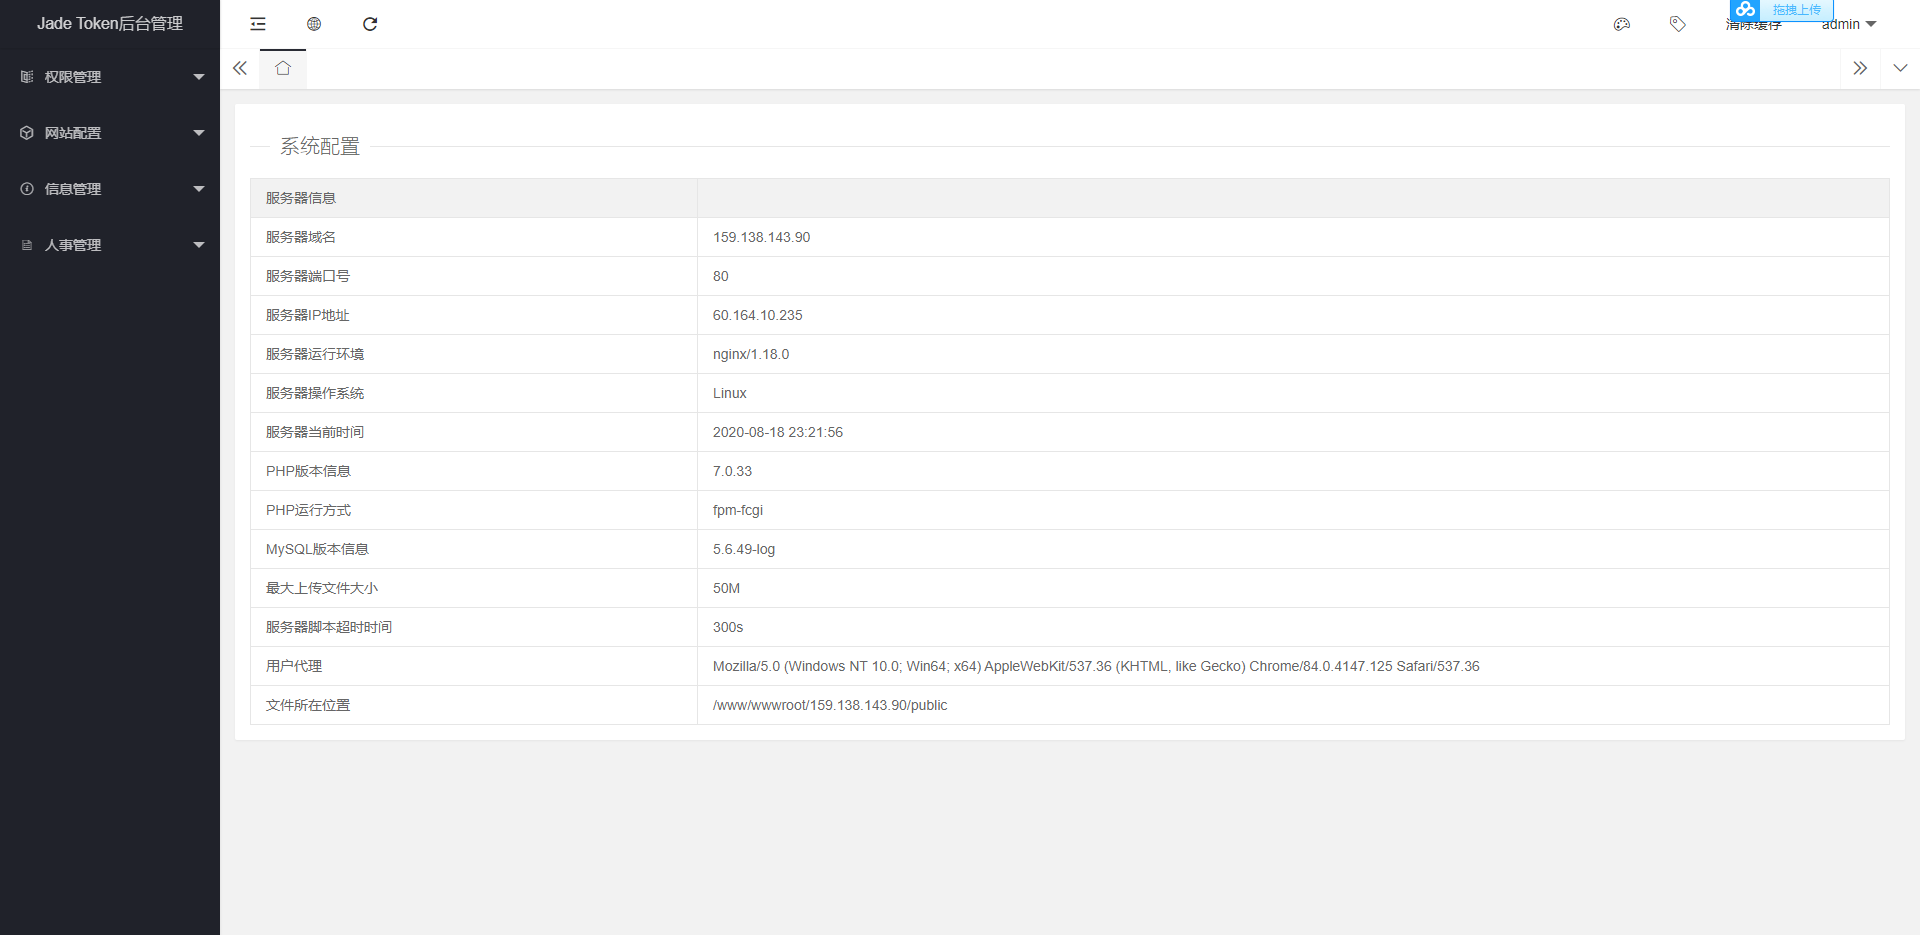 Jade Token后台管理
拖拽上传
清除缓存
admin
权限管理
网站配置
信息管理
人事管理
系统配置
服务器信息
服务器域名 159.138.143.90
服务器端口号 80
服务器IP地址 60.164.10.235
服务器运行环境 nginx/1.18.0
服务器操作系统 Linux
服务器当前时间 2020-08-18 23:21:56
PHP版本信息 7.0.33
PHP运行方式 fpm-fcgi
MySQL版本信息 5.6.49-log
最大上传文件大小 50M
服务器脚本超时时间 300s
用户代理 Mozilla/5.0 (Windows NT 10.0; Win64; x64) AppleWebKit/537.36 (KHTML, like Gecko) Chrome/84.0.4147.125 Safari/537.36
文件所在位置 /www/wwwroot/159.138.143.90/public